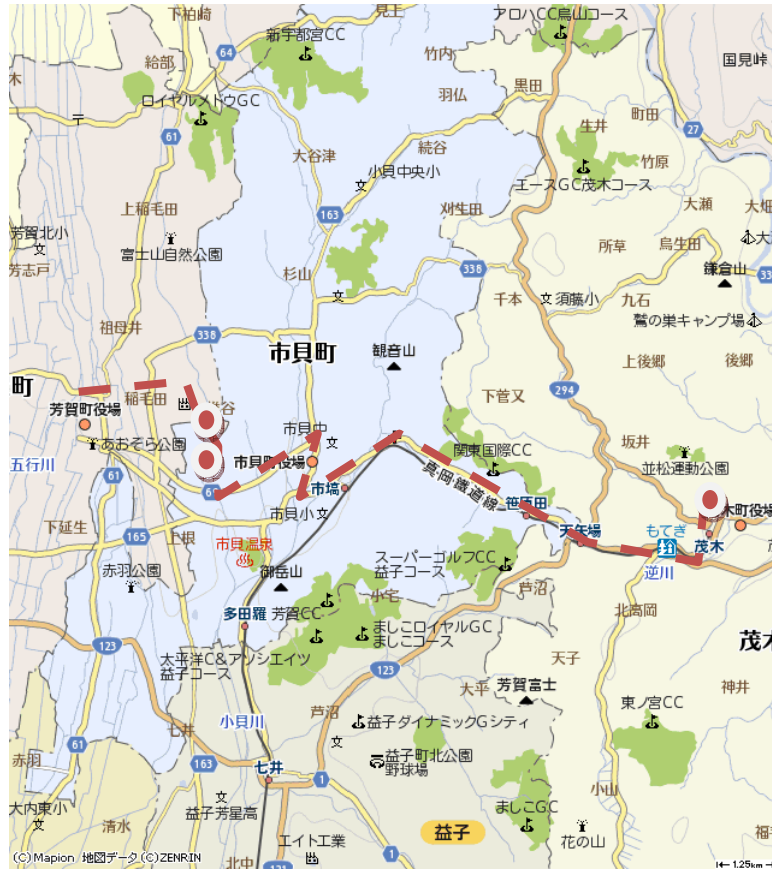 下柏崎
見上
アロハCC烏山コース
新宇都宮CC
竹内
国見峠
木
給部
64
羽仏
黒田
ロイヤルメドウGC
〒
61
大谷津
続谷
生井
町田
27
小貝中央小
竹原
エースGC茂木コース
上稲毛田
163
刈生田
大瀬
大畑
芳賀北小
富士山自然公園
所草
烏生田
大
芳志戸
杉山
338
鎌倉山
33
千本
須藤小
九石
祖母井
69
鷲の巣キャンプ場
338
市貝町
観音山
上後郷
後郷
町
稲毛田
下菅又
294
芳賀町役場
市貝中
坂井
あおぞら公園
関東国際CC
並松運動公園
五行川
市貝町役場
真岡鐵道線
69
市塙
笹原田
木町役場
下延生
市貝小
天矢場
もてぎ
茂木
165
上根
市貝温泉
スーパーゴルフCC
益子コース
逆川
赤羽公園
御岳山
芦沼
小宅
北高岡
多田羅
芳賀CC
ましこロイヤルGC
ましこコース
茂木
123
太平洋C&アソシエイツ
益子コース
天子
123
大平
芳賀富士
神井
小貝川
芦沼
東ノ宮CC
七井
益子ダイナミックGシティ
61
163
益子町北公園
野球場
赤羽
七井
1
小山
大内東小
益子芳星高
ましこGC
清水
益子
花の山
福
エイト工業
1
北中
121
(C)Mapion 地図データ(C)ZENRIN
1.25km